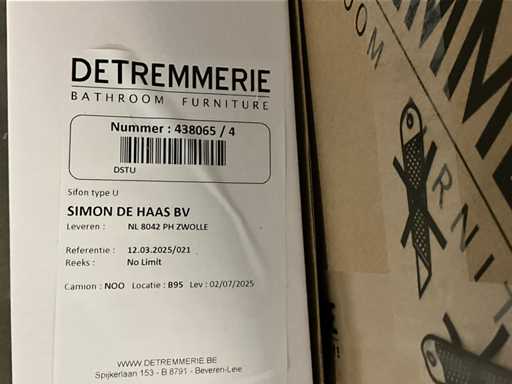 DETREMMERIE
BATHROOM FURNITURE
Nummer : 438065 / 4
DSTU
Sifon type U
SIMON DE HAAS BV
Leveren : NL 8042 PH ZWOLLE
Referentie : 12.03.2025/021
Reeks : No Limit
Camion : NOO Locatie : B95 Lev : 02/07/2025
WWW.DETREMMERIE.BE
Spijkerlaan 153 - B 8791 - Beveren-Leie